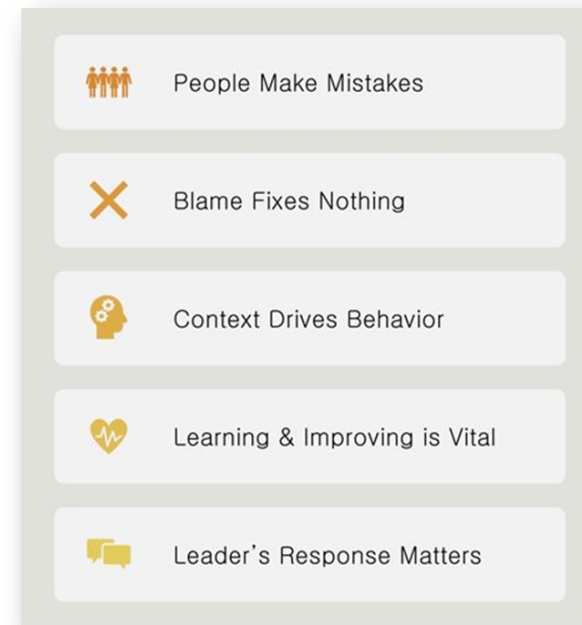 People Make Mistakes
Blame Fixes Nothing
Context Drives Behavior
Learning & Improving is Vital
Leader's Response Matters